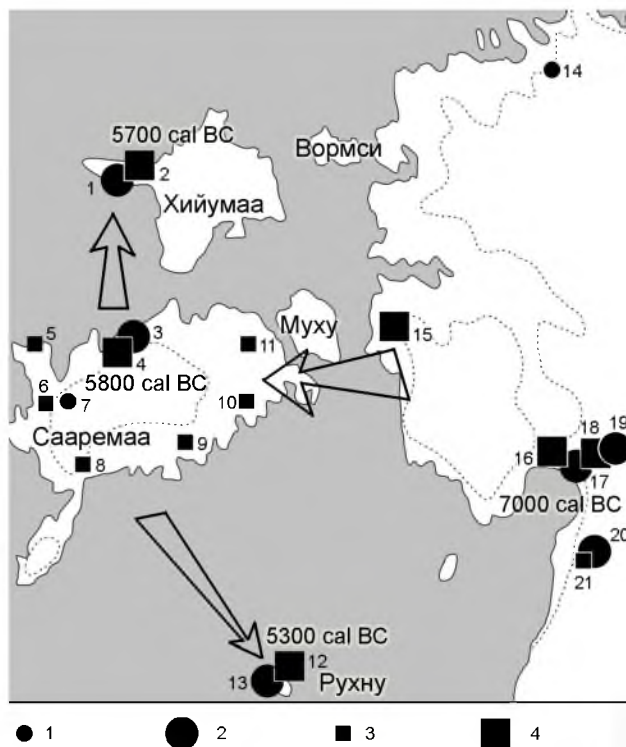 14
5700 cal BC
Вормси
2
1
Хийумаа
5
3
11
Муху
15
4
5800 cal BC
6
7
10
Сааремаа
9
8
16
18
19
17
7000 cal BC
20
21
5300 cal BC
12
13
Рухну
1 2 3 4